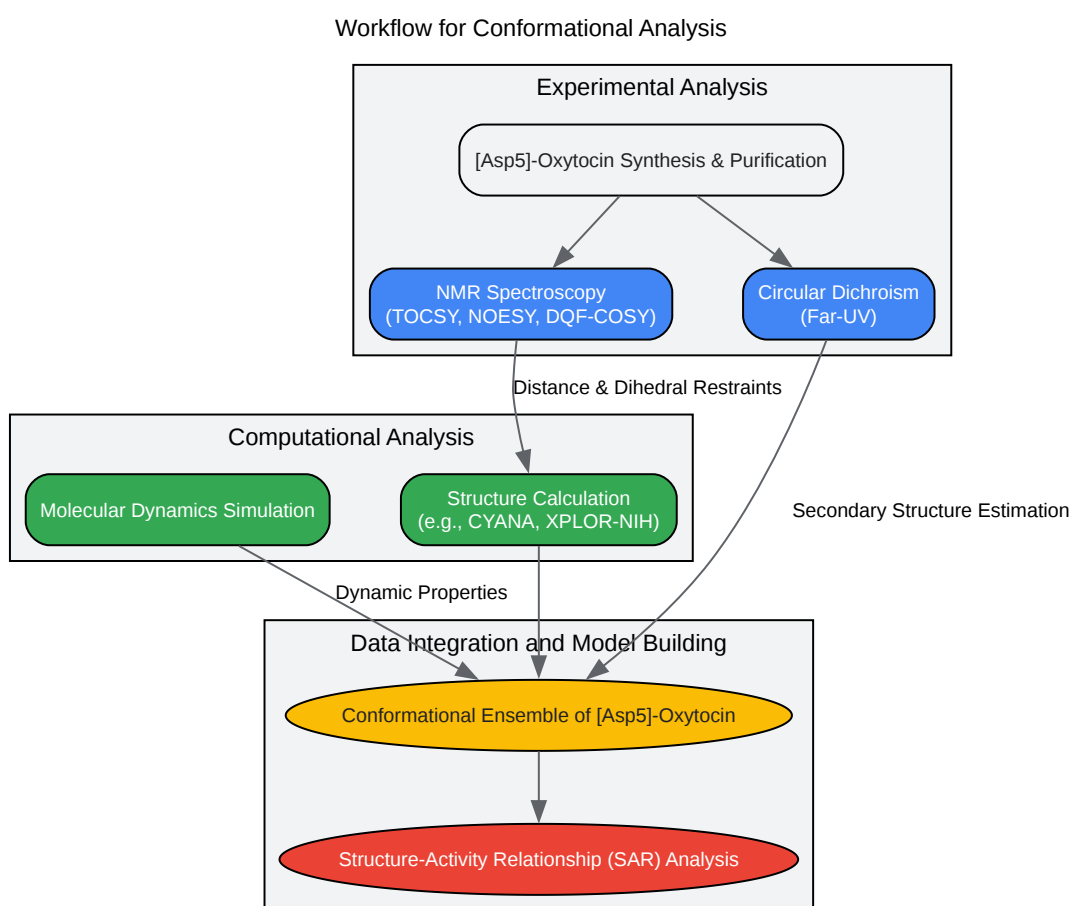 Workflow for Conformational Analysis
Experimental Analysis
[Asp5]-Oxytocin Synthesis & Purification
NMR Spectroscopy
(TOCSY, NOESY, DQF-COSY)
Circular Dichroism
(Far-UV)
Distance & Dihedral Restraints
Computational Analysis
Molecular Dynamics Simulation
Structure Calculation
(e.g., CYANA, XPLOR-NIH)
Secondary Structure Estimation
Dynamic Properties
Data Integration and Model Building
Conformational Ensemble of [Asp5]-Oxytocin
Structure-Activity Relationship (SAR) Analysis